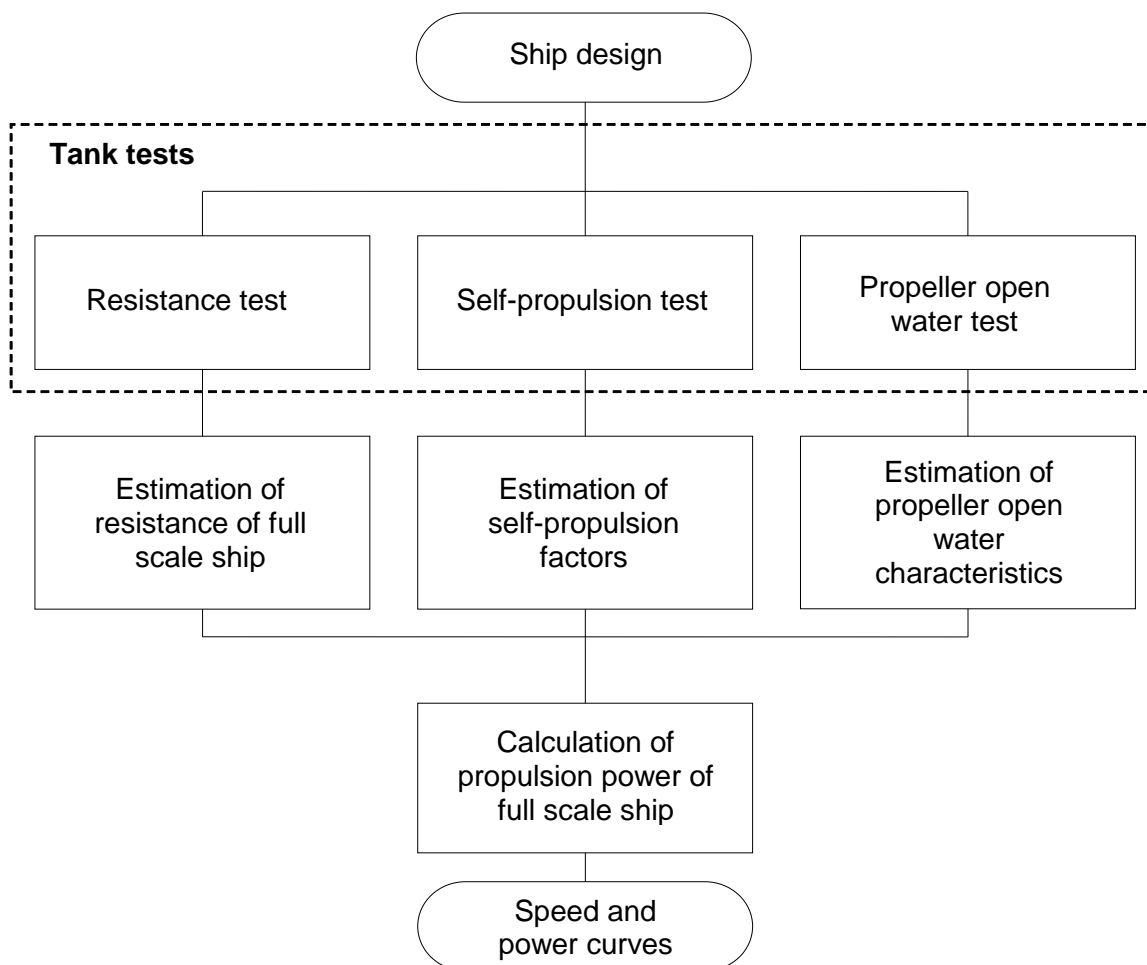 Ship design
Tank tests
Resistance test
Self-propulsion test
Propeller open
water test
Estimation of
resistance of full
scale ship
Estimation of
self-propulsion
factors
Estimation of
propeller open
water
characteristics
Calculation of
propulsion power of
full scale ship
Speed and
power curves